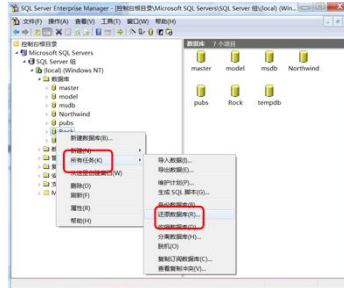 SQL Server Enterprise Manager - [控制台根目录\Microsoft SQL Servers\SQL Server 组\(local) (Win...
文件(F) 操作(A) 查看(V) 工具(T) 窗口(W) 帮助(H)
控制台根目录
Microsoft SQL Servers
SQL Server 组
(local) (Windows NT)
数据库
master
model
msdb
Northwind
pubs
Rock
数据库 7 个项目
master model msdb Northwind
pubs Rock tempdb
新建数据库(B)...
新建(N)
所有任务(K)
从这里创建窗口(W)
删除(D)
刷新(F)
属性(R)
帮助(H)
导入数据(I)...
导出数据(E)...
维护计划(P)...
生成 SQL 脚本(G)...
还原数据库(R)...
收缩数据库(D)...
分离数据库(H)...
脱机(O)
复制订阅数据库(C)...
查看复制冲突(V)...